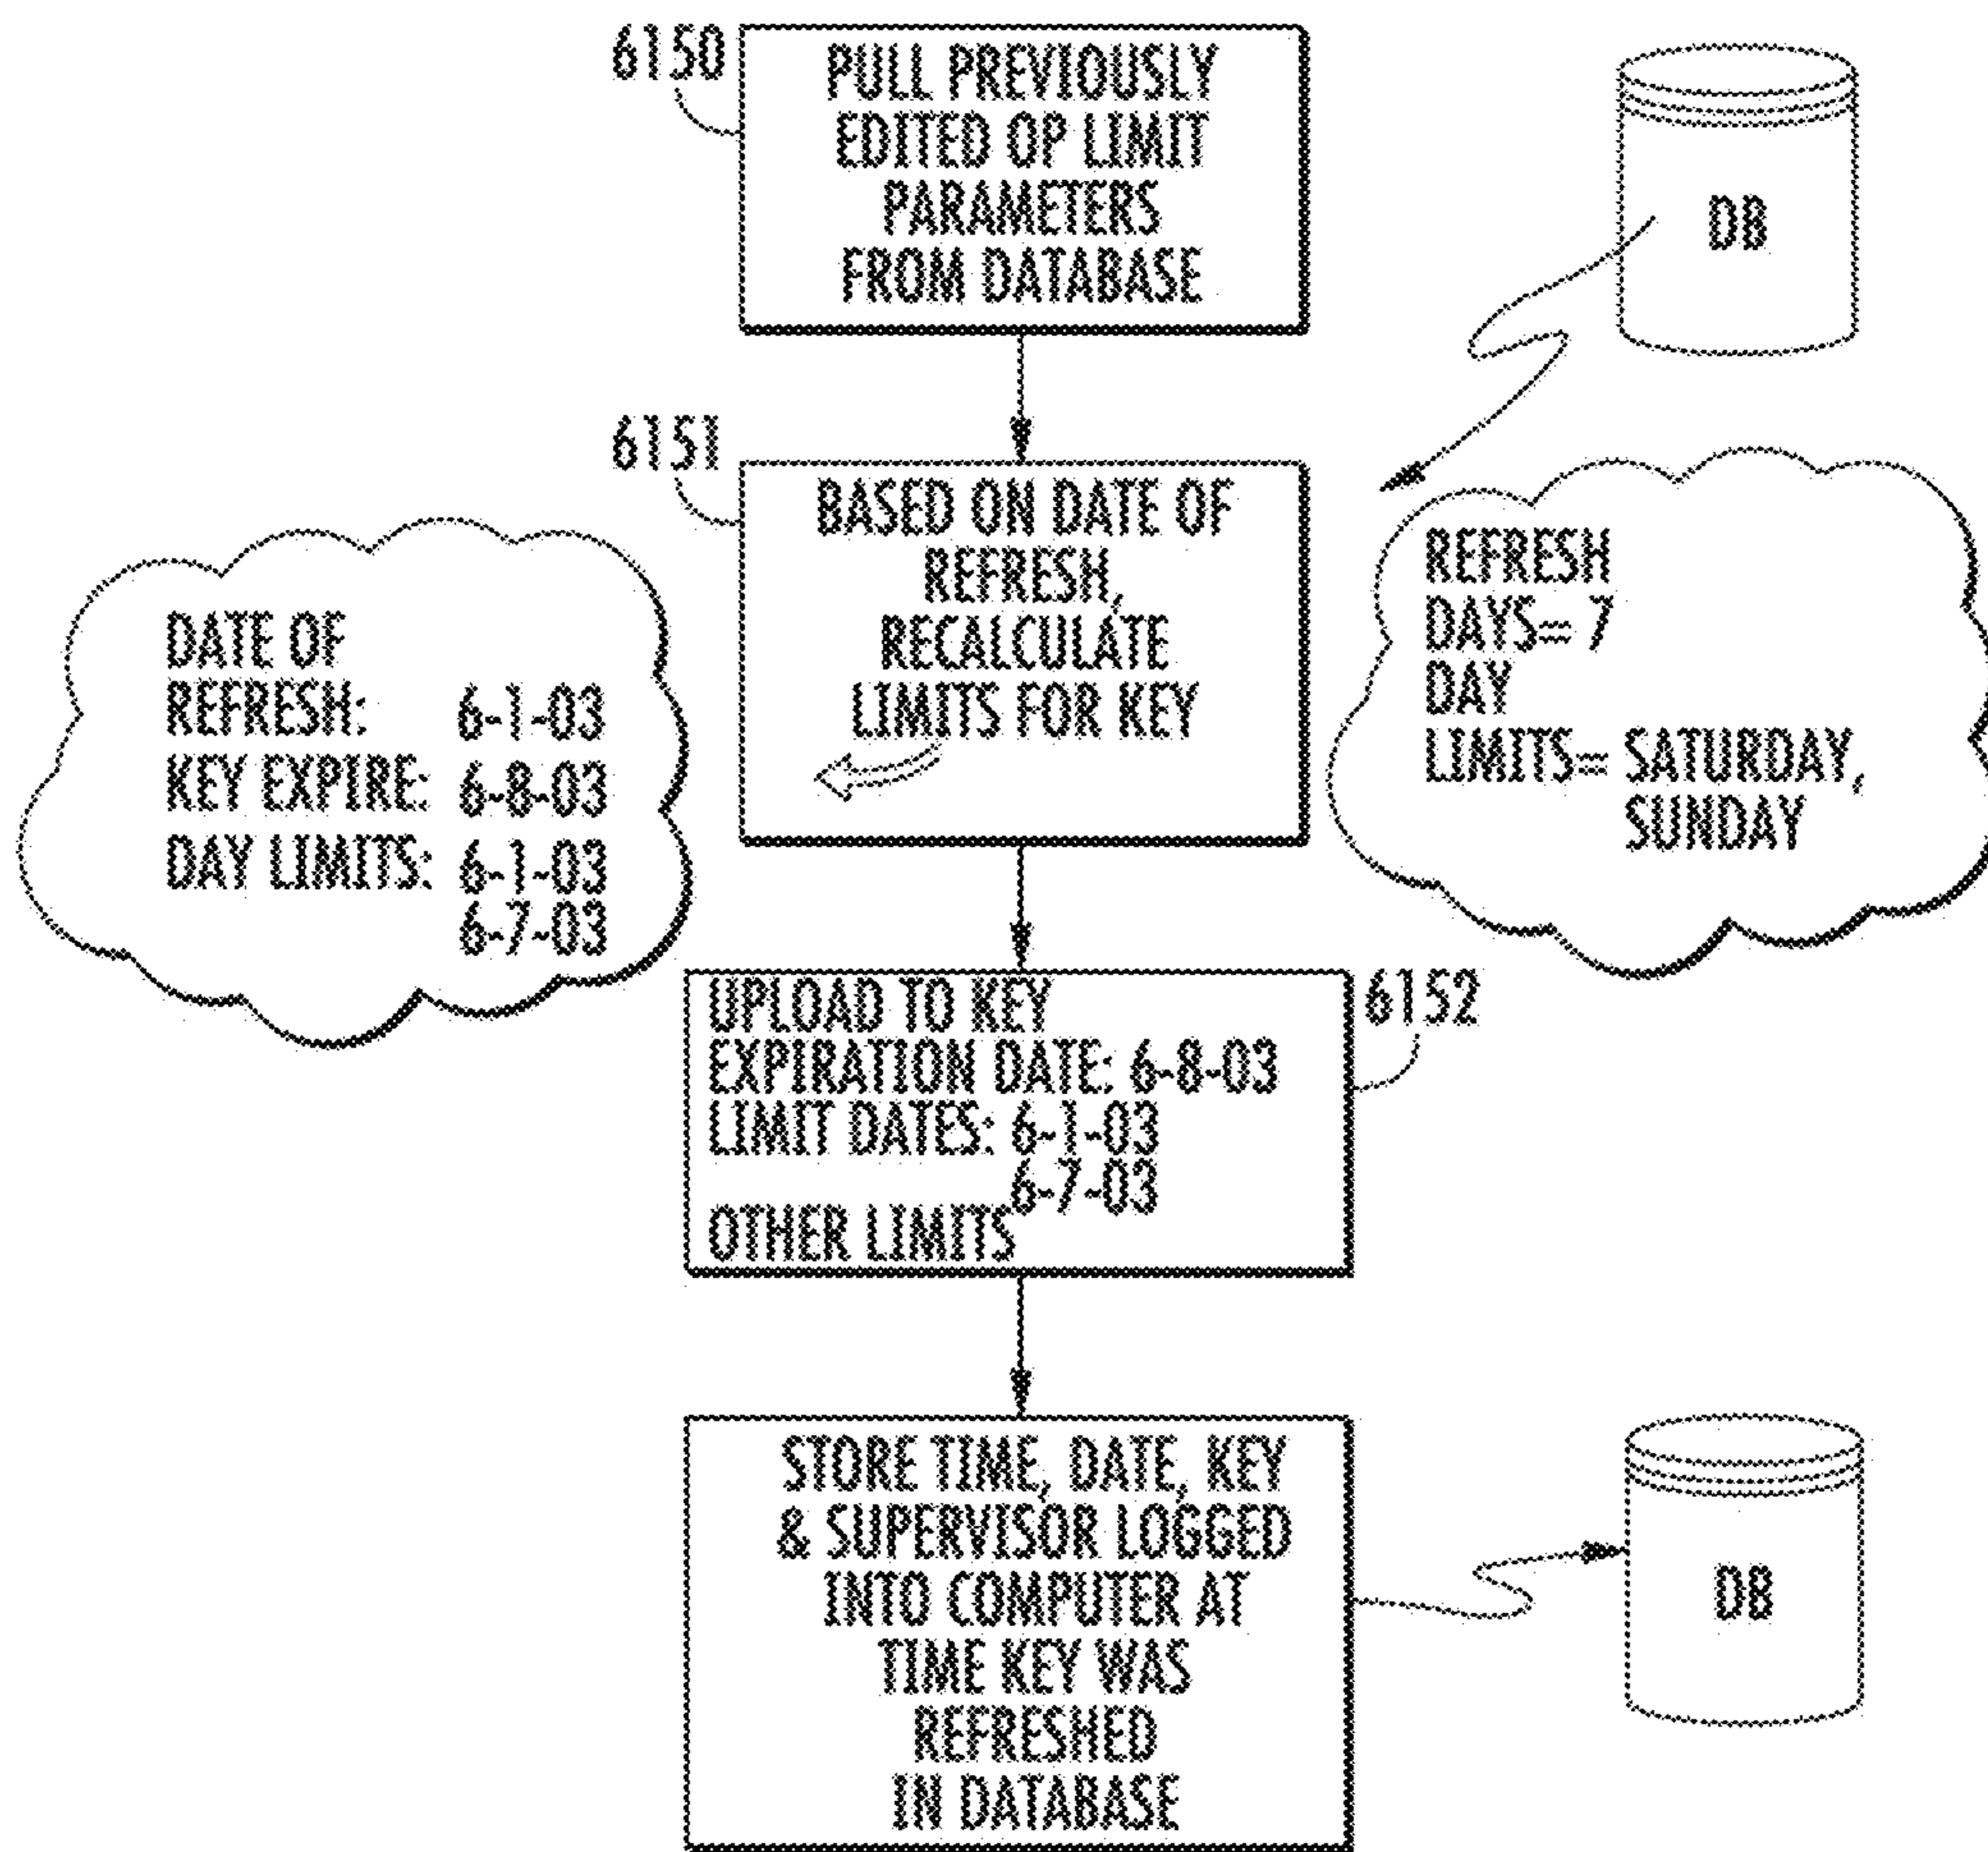 6150
PULL PREVIOUSLY
EDITED OP LIMIT
PARAMETERS
FROM DATABASE
DB
6151
BASED ON DATE OF
REFRESH,
RECALCULATE
LIMITS FOR KEY
REFRESH
DAYS= 7
DAY
LIMITS= SATURDAY,
SUNDAY
DATE OF
REFRESH: 6-1-03
KEY EXPIRE: 6-8-03
DAY LIMITS: 6-1-03
6-7-03
6152
UPLOAD TO KEY
EXPIRATION DATE: 6-8-03
LIMIT DATES: 6-1-03
6-7-03
OTHER LIMITS
STORE TIME, DATE, KEY
& SUPERVISOR LOGGED
INTO COMPUTER AT
TIME KEY WAS
REFRESHED
IN DATABASE
DB